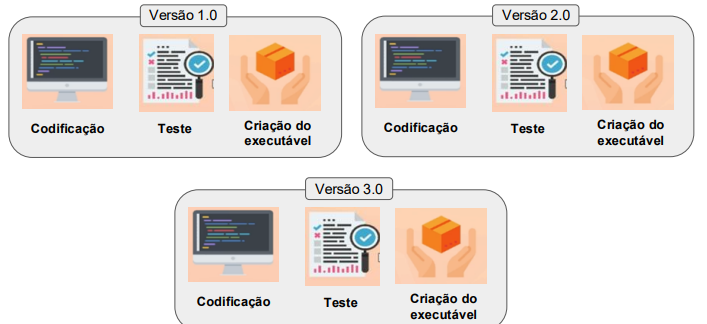 Versão 1.0
Codificação
Teste
Criação do
executável
Versão 2.0
Codificação
Teste
Criação do
executável
Versão 3.0
Codificação
Teste
Criação do
executável